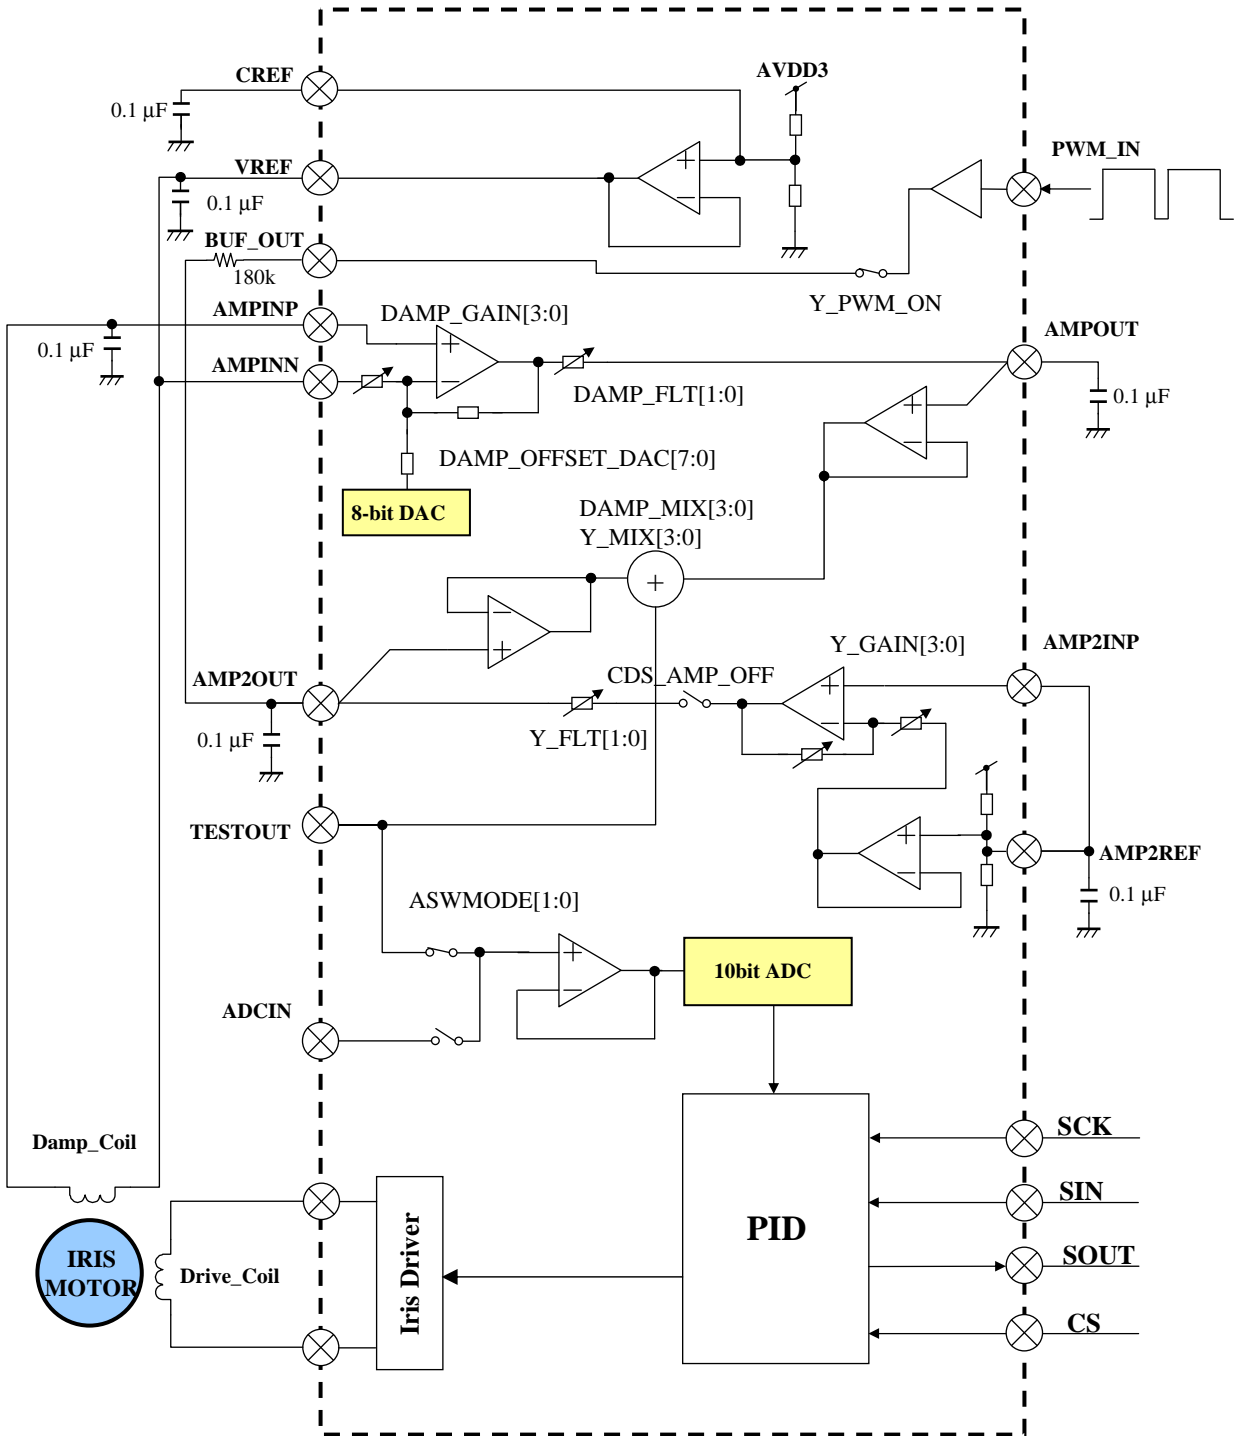 CREF
AVDD3
0.1 µF
VREF
PWM_IN
0.1 µF
BUF_OUT
180k
Y_PWM_ON
AMPINP
DAMP_GAIN[3:0]
AMPOUT
0.1 µF
AMPINN
DAMP_FLT[1:0]
0.1 µF
DAMP_OFFSET_DAC[7:0]
8-bit DAC
DAMP_MIX[3:0]
Y_MIX[3:0]
+
Y_GAIN[3:0]
AMP2INP
AMP2OUT
CDS_AMP_OFF
0.1 µF
Y_FLT[1:0]
TESTOUT
AMP2REF
0.1 µF
ASWMODE[1:0]
10bit ADC
ADCIN
Damp_Coil
SCK
SIN
PID
IRIS
MOTOR
Drive_Coil
Iris Driver
SOUT
CS